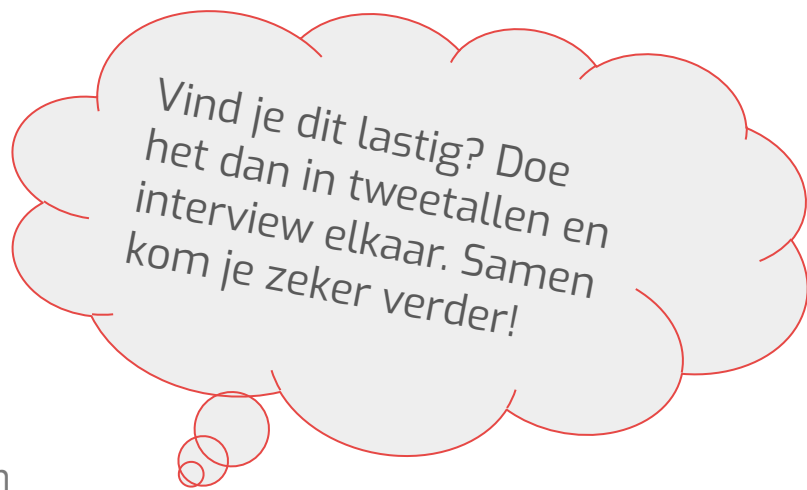 Vind je dit lastig? Doe
het dan in tweetallen en
interview elkaar. Samen
kom je zeker verder!